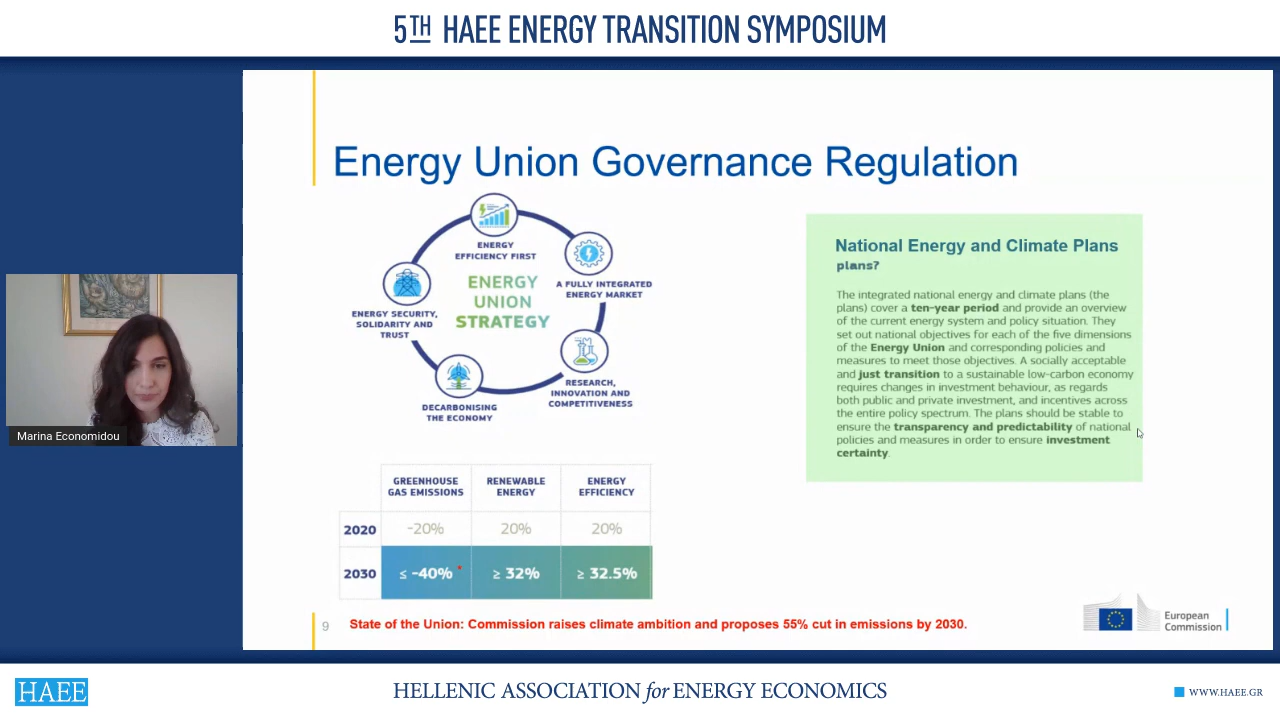 5TH HAEE ENERGY TRANSITION SYMPOSIUM
Energy Union Governance Regulation
ENERGY
EFFICIENCY FIRST
A FULLY INTEGRATED
ENERGY MARKET
RESEARCH,
INNOVATION AND
COMPETITIVENESS
DECARBONISING
THE ECONOMY
ENERGY SECURITY,
SOLIDARITY AND
TRUST
ENERGY
UNION
STRATEGY
National Energy and Climate Plans
plans?
The integrated national energy and climate plans (the
plans) cover a ten-year period and provide an overview
of the current energy system and policy situation. They
set out national objectives for each of the five dimensions
of the Energy Union and corresponding policies and
measures to meet those objectives. A socially acceptable
and just transition to a sustainable low-carbon economy
requires changes in investment behaviour, as regards
both public and private investment, and incentives across
the entire policy spectrum. The plans should be stable to
ensure the transparency and predictability of national
policies and measures in order to ensure investment
certainty.
Marina Economidou
GREENHOUSE
GAS EMISSIONS
RENEWABLE
ENERGY
ENERGY
EFFICIENCY
2020 -20% 20% 20%
2030 ≤ -40% * ≥ 32% ≥ 32.5%
9
State of the Union: Commission raises climate ambition and proposes 55% cut in emissions by 2030.
European
Commission
HAEE
HELLENIC ASSOCIATION for ENERGY ECONOMICS
WWW.HAEE.GR